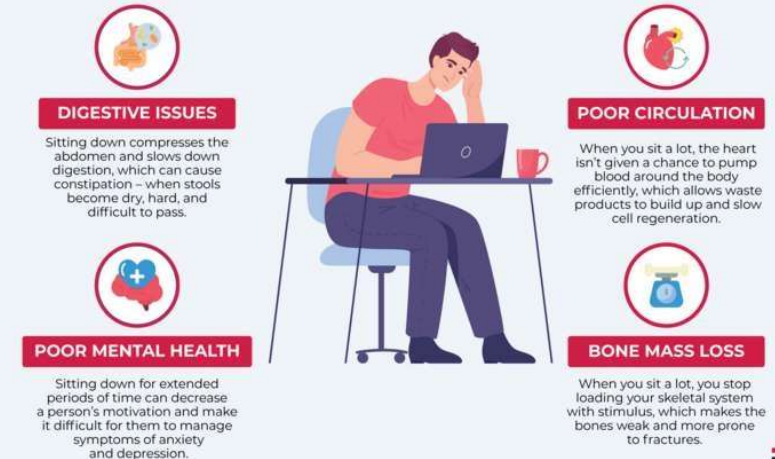 DIGESTIVE ISSUES
Sitting down compresses the
abdomen and slows down
digestion, which can cause
constipation – when stools
become dry, hard, and
difficult to pass.
POOR CIRCULATION
When you sit a lot, the heart
isn't given a chance to pump
blood around the body
efficiently, which allows waste
products to build up and slow
cell regeneration.
POOR MENTAL HEALTH
Sitting down for extended
periods of time can decrease
a person's motivation and make
it difficult for them to manage
symptoms of anxiety
and depression.
BONE MASS LOSS
When you sit a lot, you stop
loading your skeletal system
with stimulus, which makes the
bones weak and more prone
to fractures.